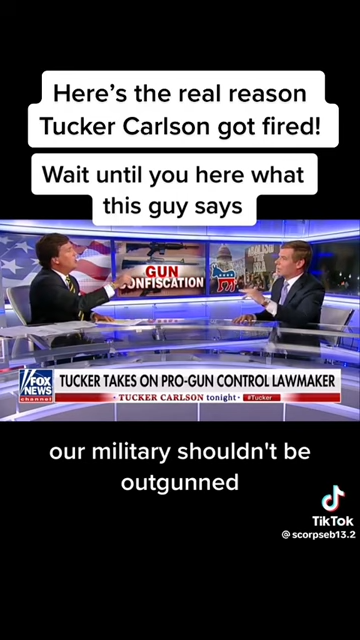 Here's the real reason
Tucker Carlson got fired!
Wait until you here what
this guy says
GUN
CONFISCATION
FOX
NEWS
channel
TUCKER TAKES ON PRO-GUN CONTROL LAWMAKER
TUCKER CARLSON tonight
#Tucker
our military shouldn't be
outgunned
TikTok
@scorpseb13.2